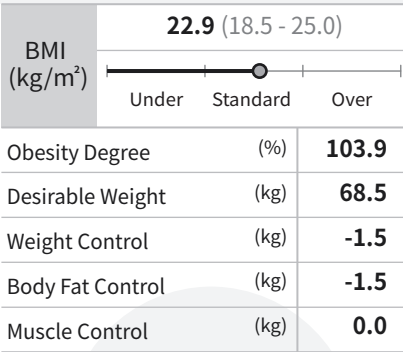 BMI
(kg/m²)
22.9 (18.5 - 25.0)
Under Standard Over
Obesity Degree (%) 103.9
Desirable Weight (kg) 68.5
Weight Control (kg) -1.5
Body Fat Control (kg) -1.5
Muscle Control (kg) 0.0